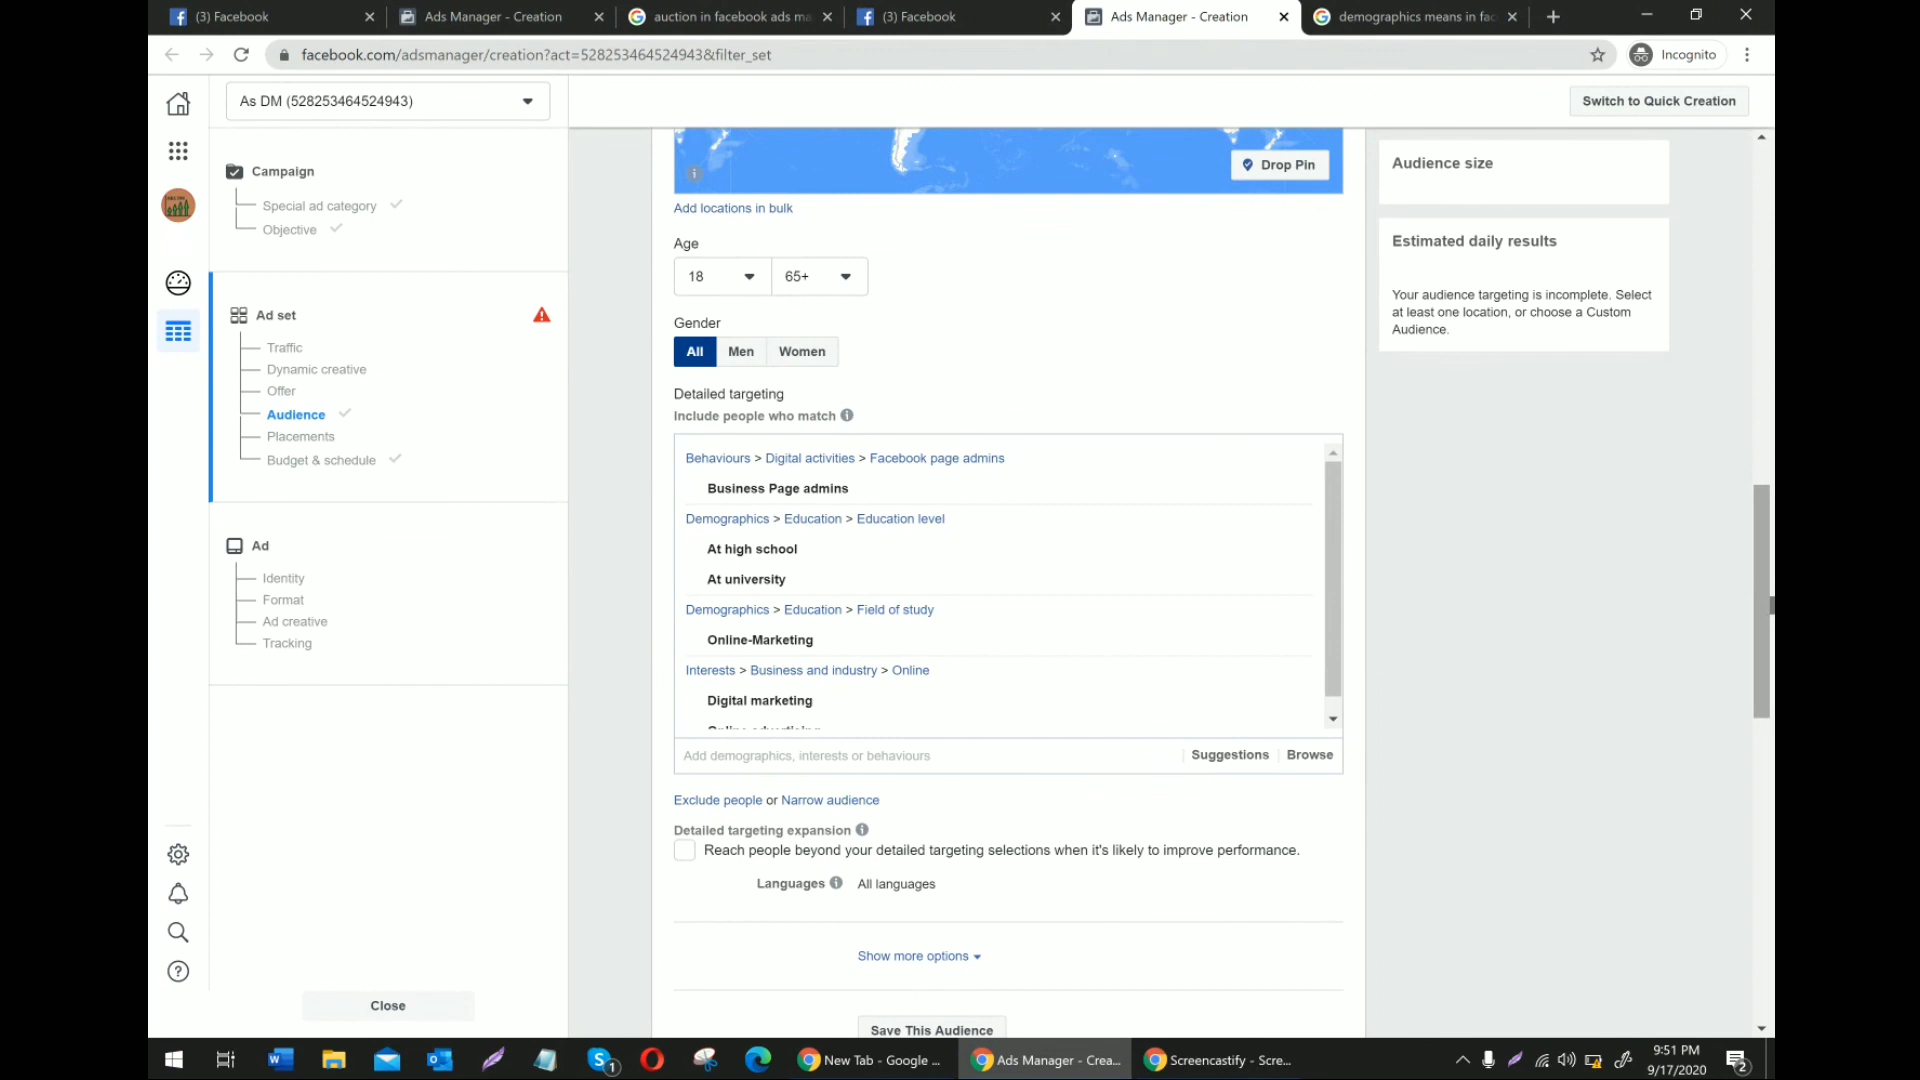 (3) Facebook
Ads Manager - Creation
auction in facebook ads ma
(3) Facebook
Ads Manager - Creation
demographics means in fac
facebook.com/adsmanager/creation?act=528253464524943&filter_set
Incognito
As DM (528253464524943)
Switch to Quick Creation
Campaign
Special ad category
Objective
Ad set
Traffic
Dynamic creative
Offer
Audience
Placements
Budget & schedule
Ad
Identity
Format
Ad creative
Tracking
Close
Drop Pin
Add locations in bulk
Age
18
65+
Gender
All
Men
Women
Detailed targeting
Include people who match
Behaviours > Digital activities > Facebook page admins
Business Page admins
Demographics > Education > Education level
At high school
At university
Demographics > Education > Field of study
Online-Marketing
Interests > Business and industry > Online
Digital marketing
Add demographics, interests or behaviours
Suggestions
Browse
Exclude people or Narrow audience
Detailed targeting expansion
Reach people beyond your detailed targeting selections when it's likely to improve performance.
Languages
All languages
Show more options
Save This Audience
Audience size
Estimated daily results
Your audience targeting is incomplete. Select
at least one location, or choose a Custom
Audience.
New Tab - Google ...
Ads Manager - Crea...
Screencastify - Scre...
9:51 PM
9/17/2020